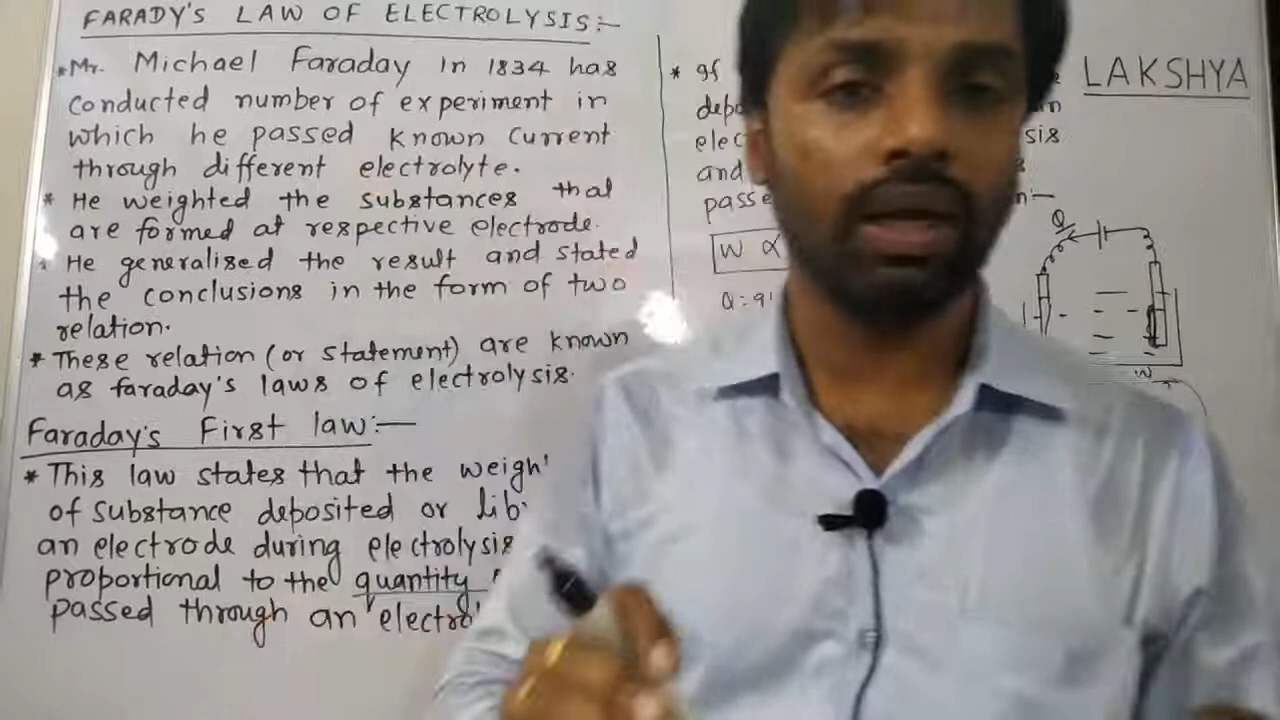 FARADY'S LAW OF ELECTROLYSIS:-
*Mr. Michael Faraday in 1834 has
conducted number of experiment in
which he passed known current
through different electrolyte.
* He weighted the substances that
are formed at respective electrode.
* He generalised the result and stated
the conclusions in the form of two
relation.
* These relation (or statement) are known
as faraday's laws of electrolysis.
Faraday's First law:-
* This law states that the weigh
of substance deposited or lib
an electrode during electrolysis
proportional to the quantity
passed through an electro
* If
depo
elec
and
passe
W ∝
Q=
LAKSHYA
sis
Q
W